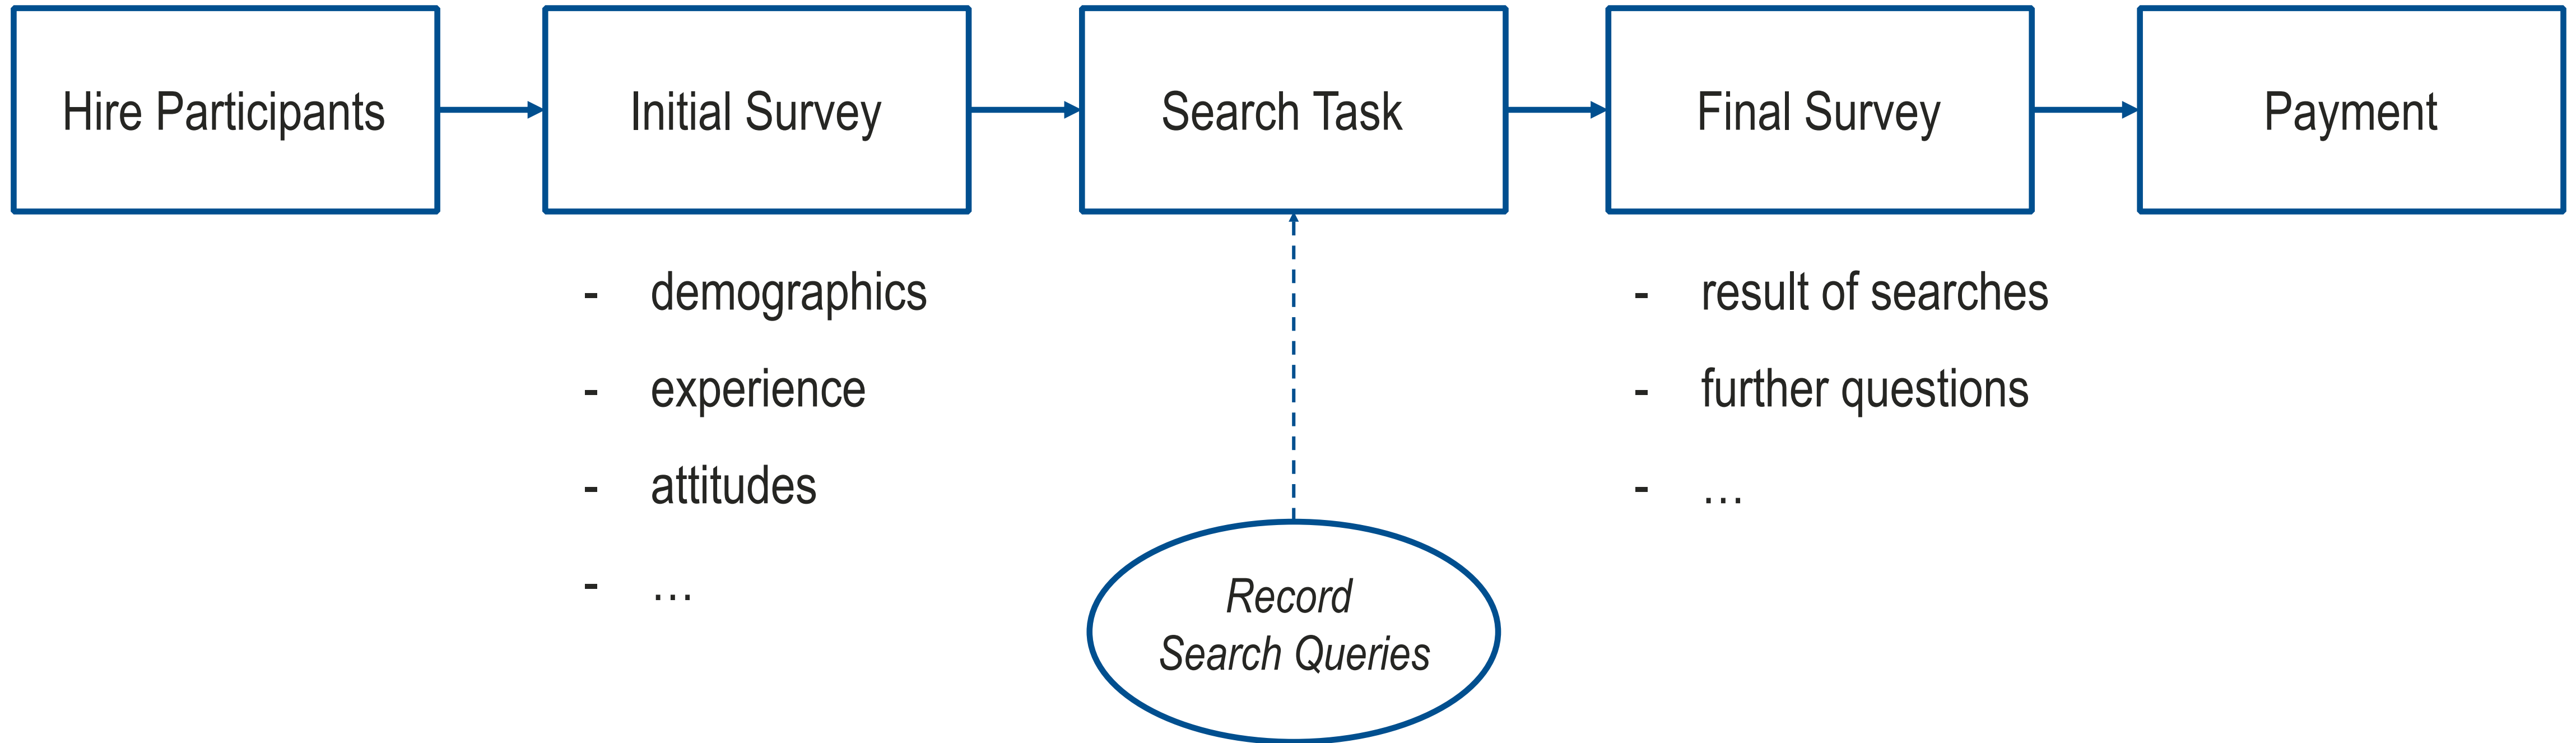 Hire Participants
Initial Survey
Search Task
Final Survey
Payment
- demographics
- experience
- attitudes
- …
Record
Search Queries
- result of searches
- further questions
- …